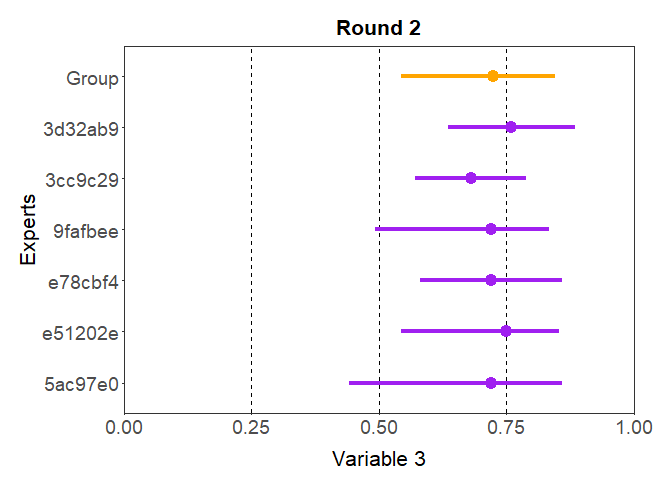 Round 2
Experts
Group
3d32ab9
3cc9c29
9fafbee
e78cbf4
e51202e
5ac97e0
0.00 0.25 0.50 0.75 1.00
Variable 3